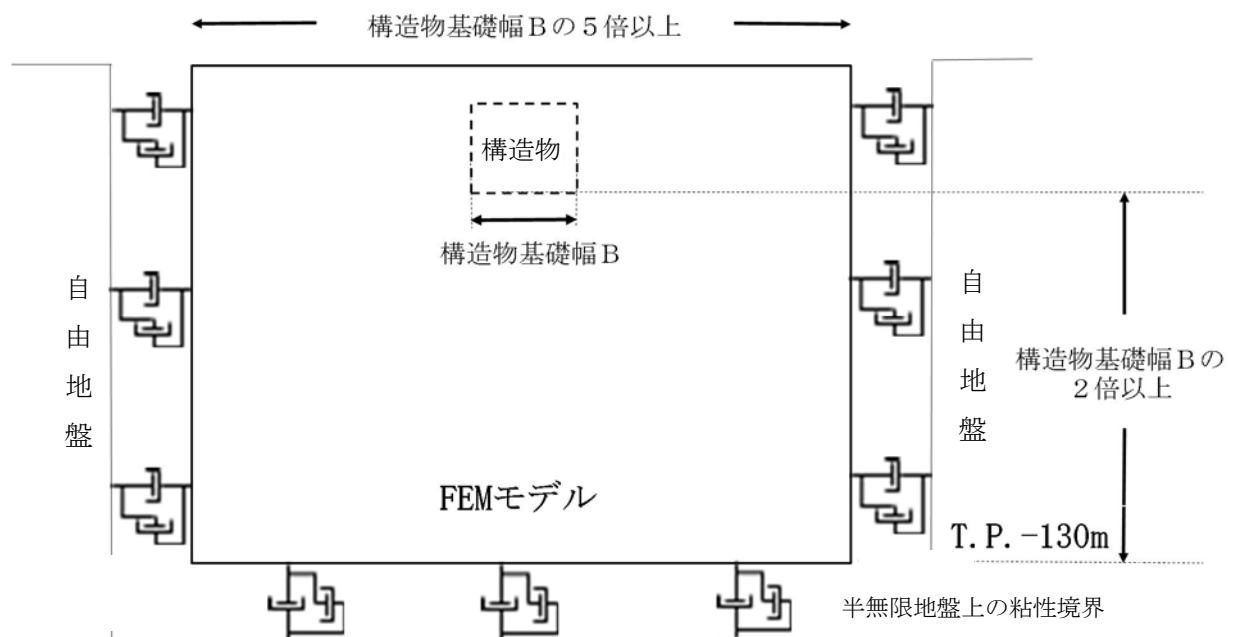 構造物基礎幅Bの5倍以上
構造物
構造物基礎幅B
自由地盤
自由地盤
構造物基礎幅Bの
2倍以上
FEMモデル
T.P.-130m
半無限地盤上の粘性境界